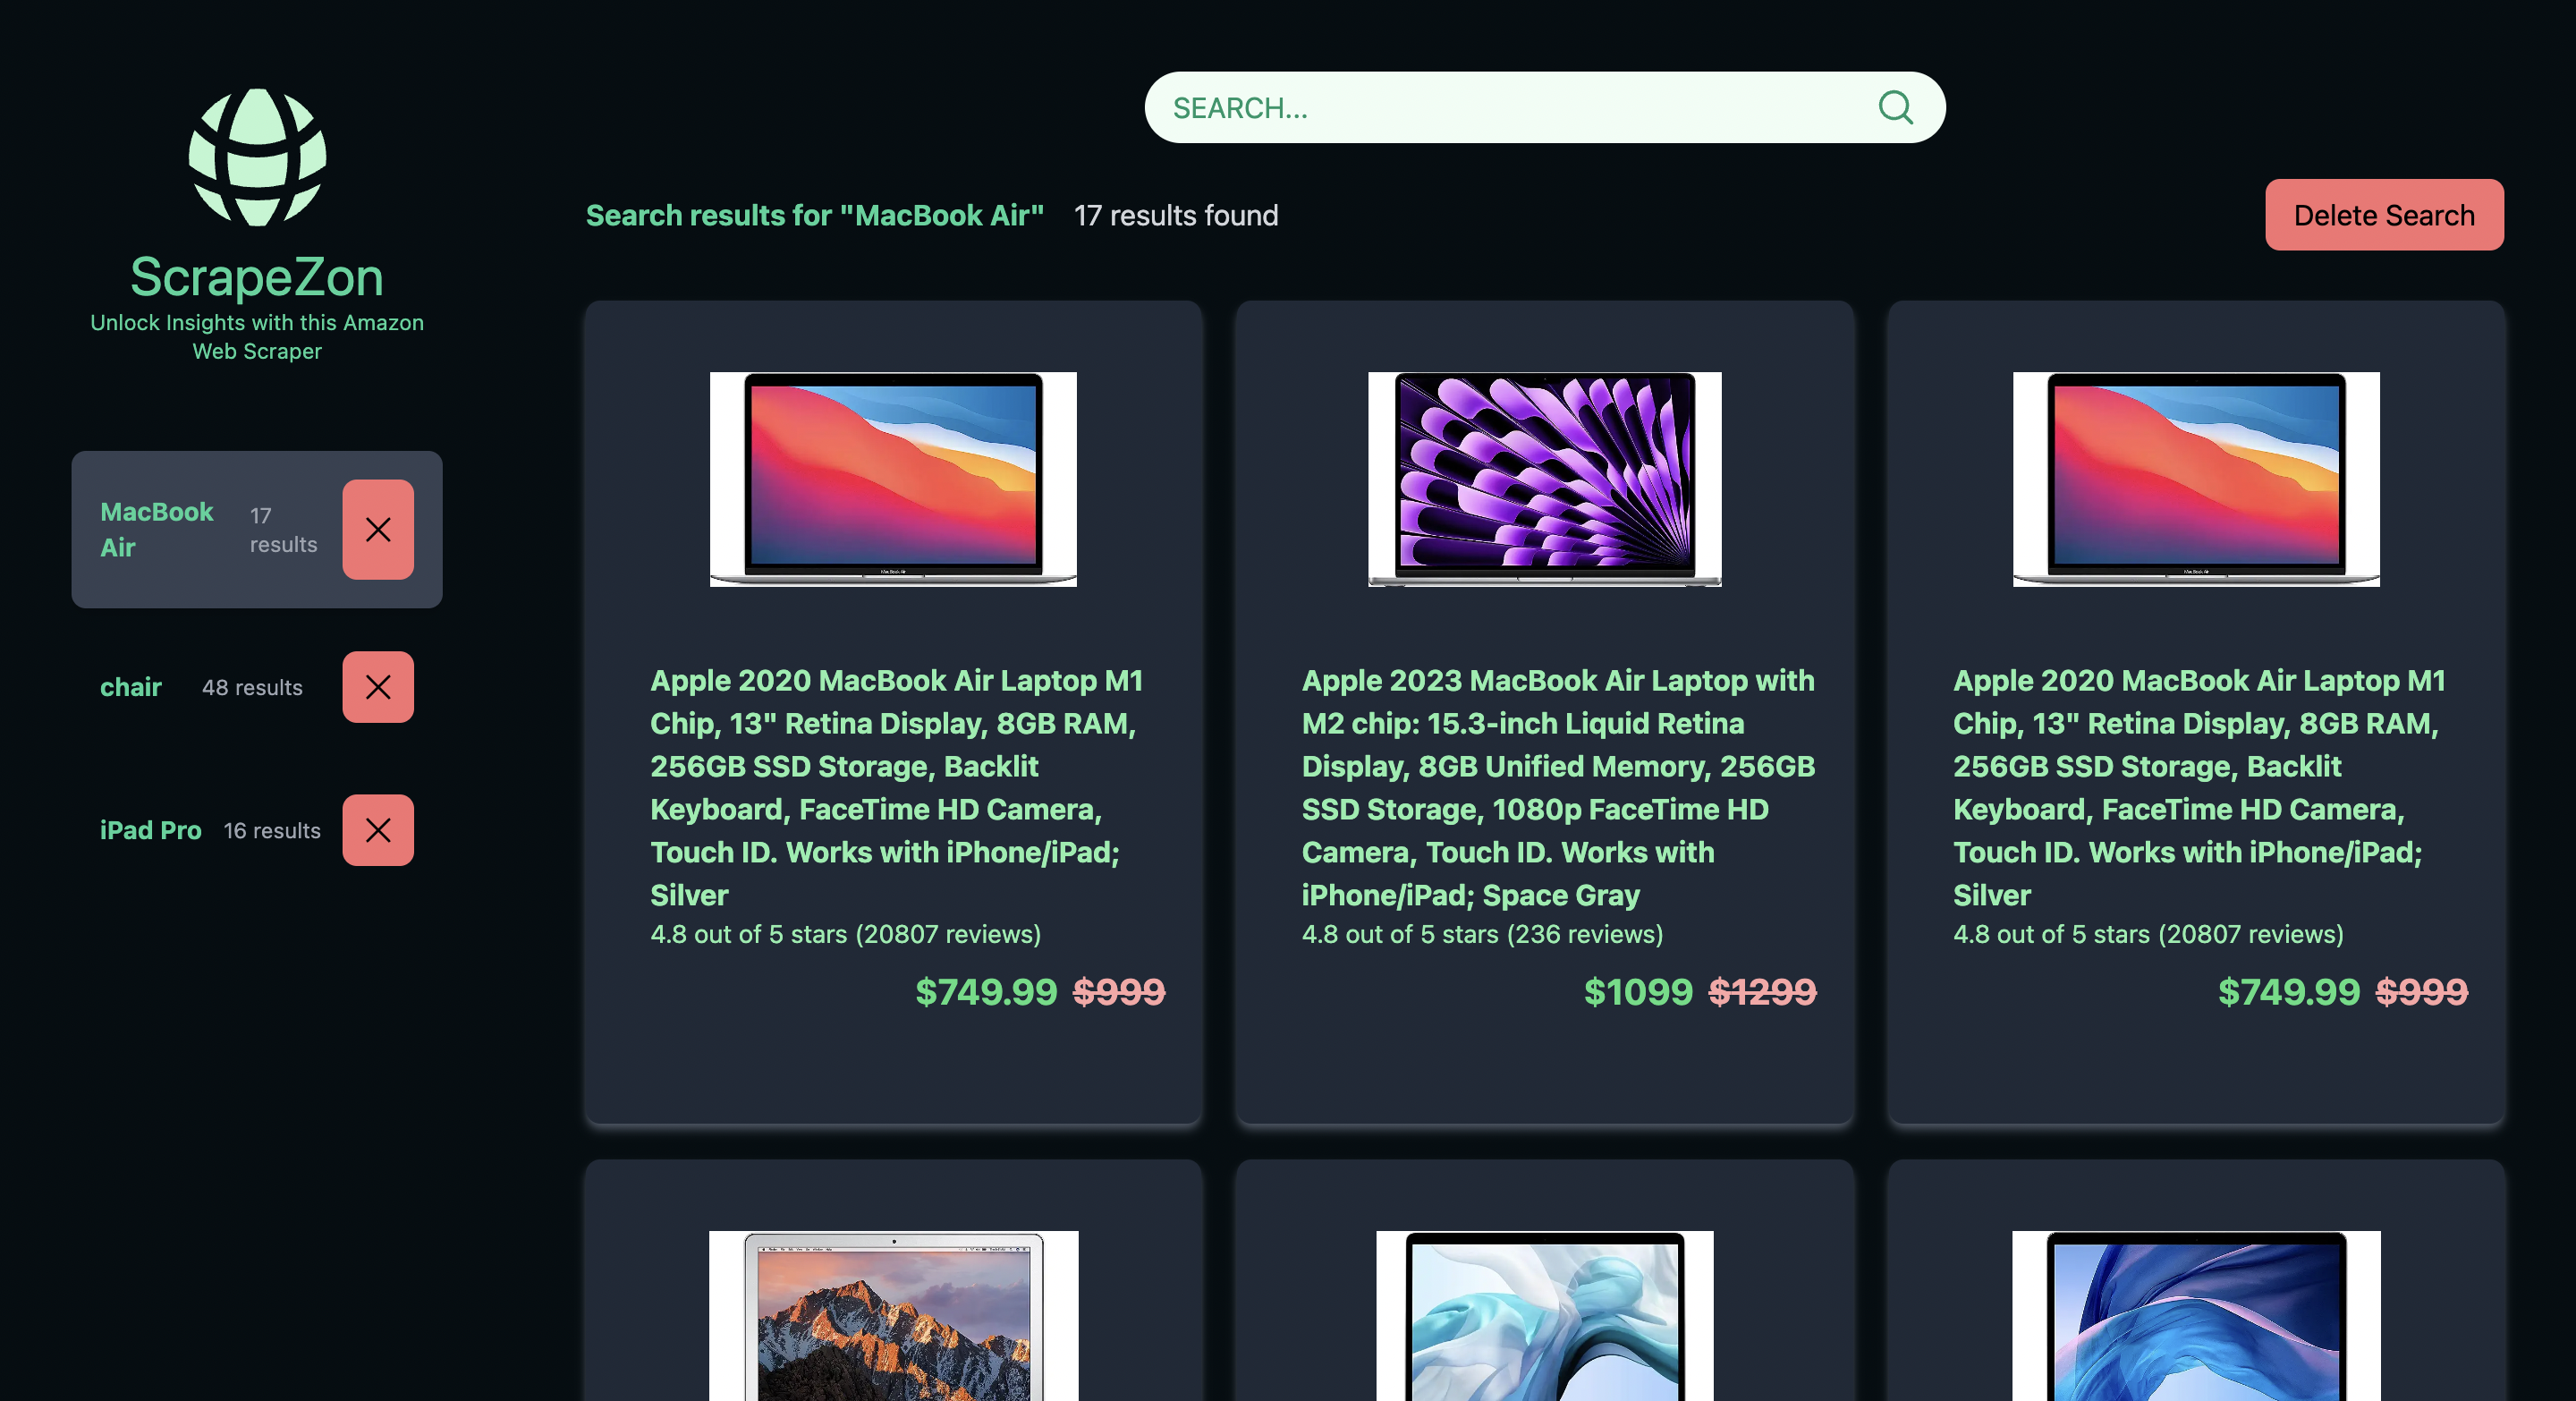 SEARCH...
ScrapeZon
Unlock Insights with this Amazon
Web Scraper
MacBook
Air
17
results
chair 48 results
iPad Pro 16 results
Search results for "MacBook Air" 17 results found
Delete Search
Apple 2020 MacBook Air Laptop M1
Chip, 13" Retina Display, 8GB RAM,
256GB SSD Storage, Backlit
Keyboard, FaceTime HD Camera,
Touch ID. Works with iPhone/iPad;
Silver
4.8 out of 5 stars (20807 reviews)
$749.99 $999
Apple 2023 MacBook Air Laptop with
M2 chip: 15.3-inch Liquid Retina
Display, 8GB Unified Memory, 256GB
SSD Storage, 1080p FaceTime HD
Camera, Touch ID. Works with
iPhone/iPad; Space Gray
4.8 out of 5 stars (236 reviews)
$1099 $1299
Apple 2020 MacBook Air Laptop M1
Chip, 13" Retina Display, 8GB RAM,
256GB SSD Storage, Backlit
Keyboard, FaceTime HD Camera,
Touch ID. Works with iPhone/iPad;
Silver
4.8 out of 5 stars (20807 reviews)
$749.99 $999